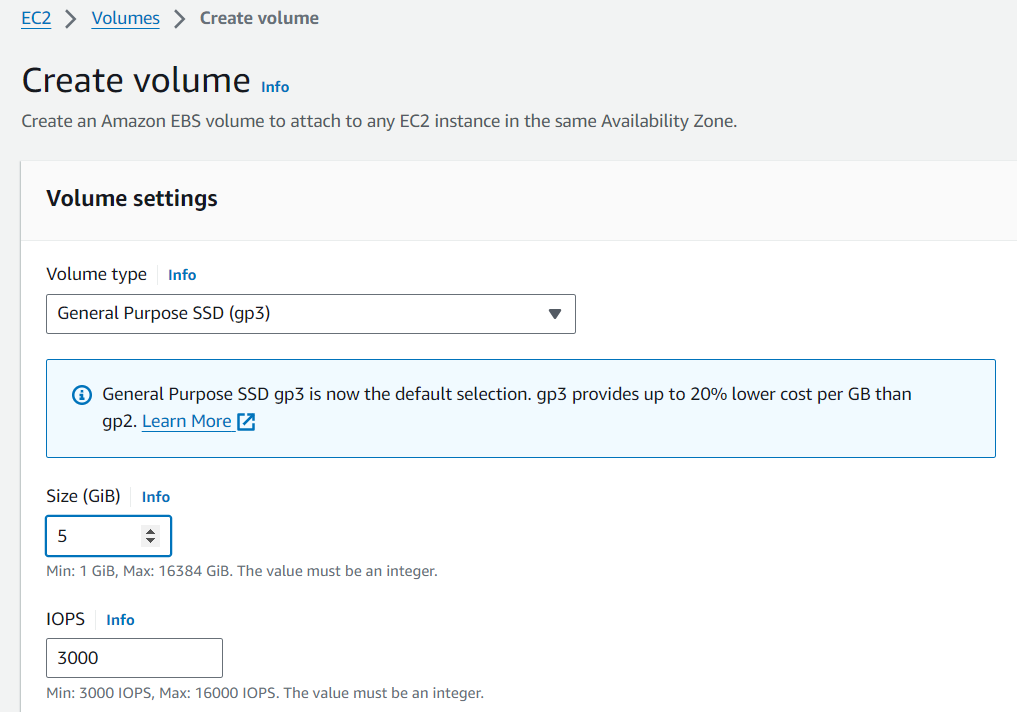 EC2 > Volumes > Create volume
Create volume Info
Create an Amazon EBS volume to attach to any EC2 instance in the same Availability Zone.
Volume settings
Volume type Info
General Purpose SSD (gp3)
General Purpose SSD gp3 is now the default selection. gp3 provides up to 20% lower cost per GB than
gp2. Learn More
Size (GiB) Info
5
Min: 1 GiB, Max: 16384 GiB. The value must be an integer.
IOPS Info
3000
Min: 3000 IOPS, Max: 16000 IOPS. The value must be an integer.